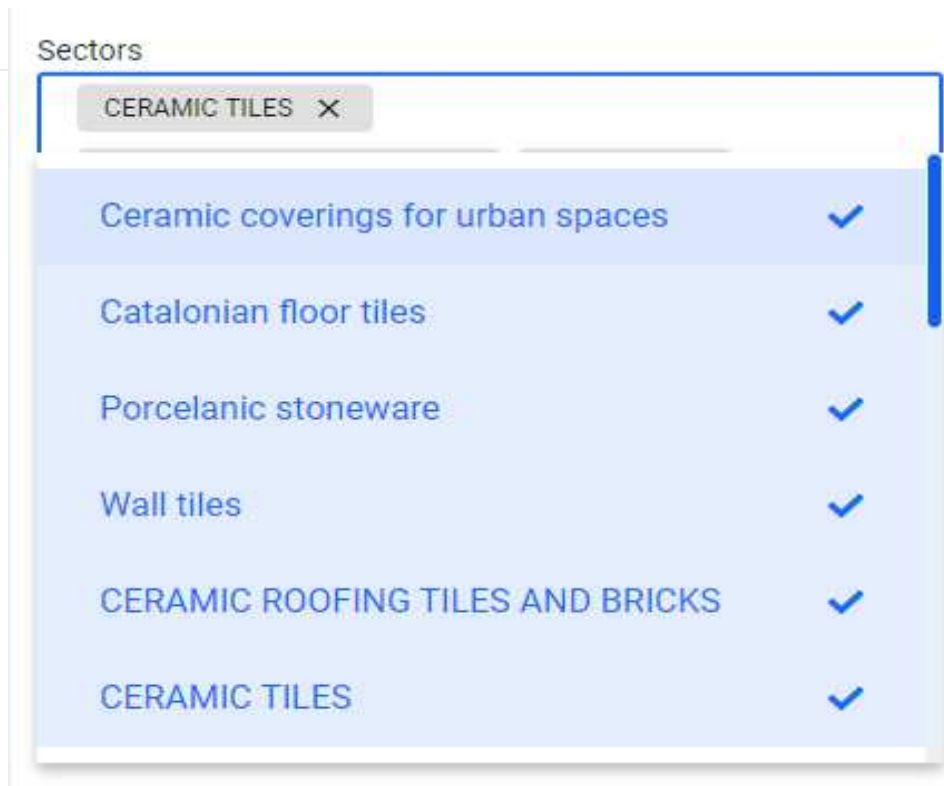 Sectors
CERAMIC TILES
Ceramic coverings for urban spaces
Catalonian floor tiles
Porcelanic stoneware
Wall tiles
CERAMIC ROOFING TILES AND BRICKS
CERAMIC TILES